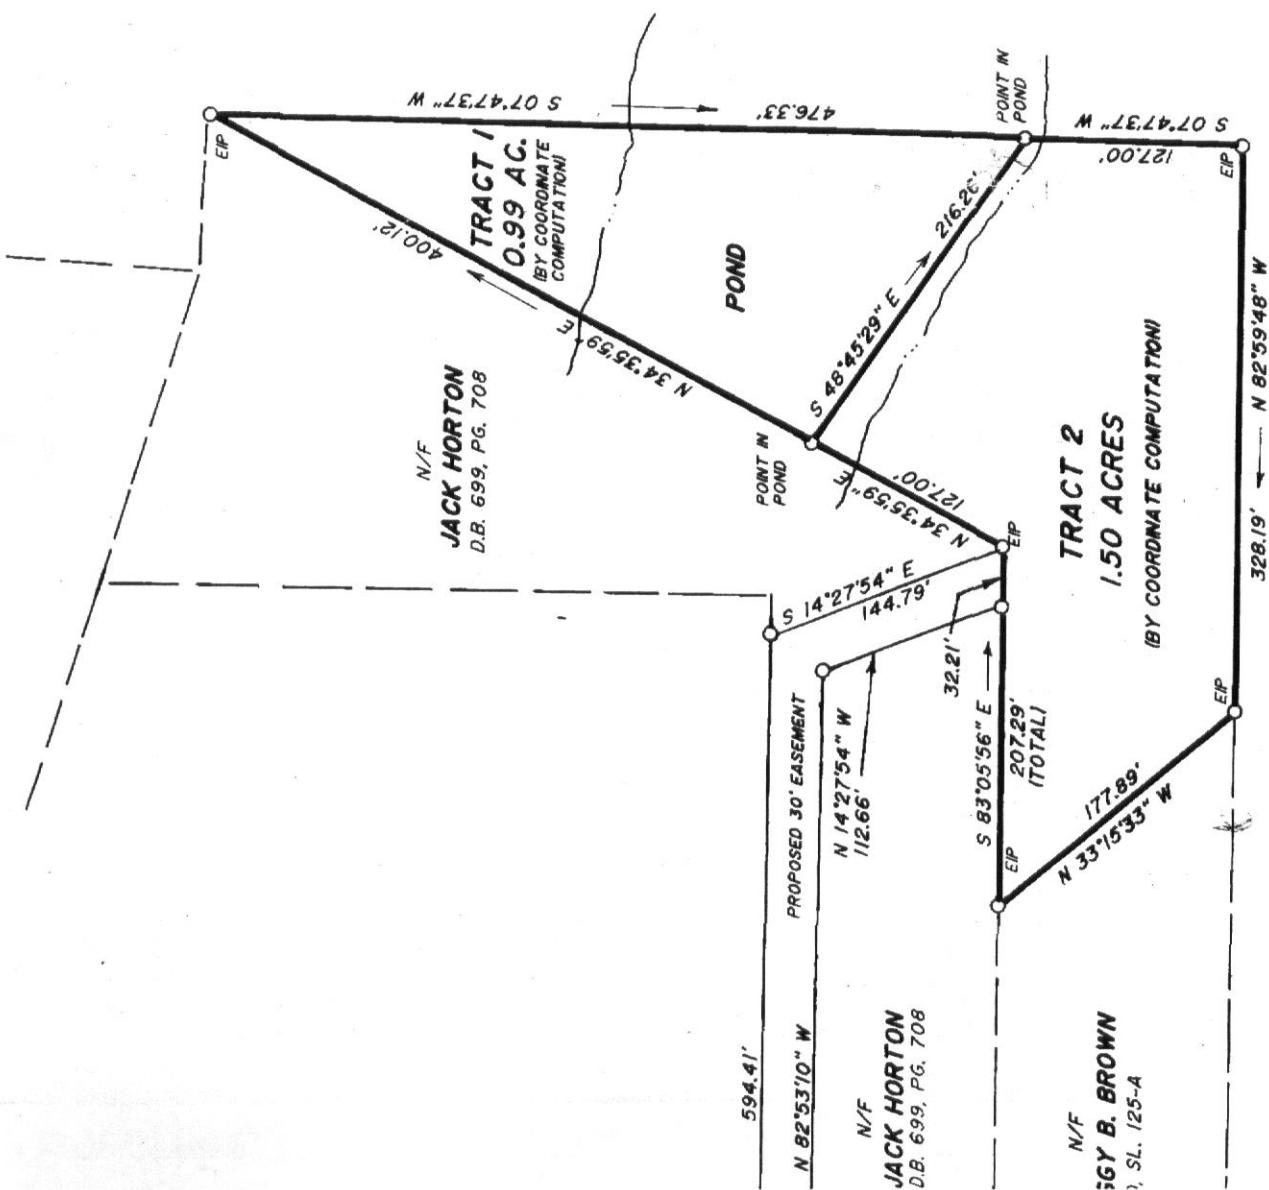 S 07°47'37" W
476.33'
POINT IN
POND
S 07°47'37" W
127.00'
EIP
EIP
400.12'
N 34°35'59" E
TRACT 1
0.99 AC.
(BY COORDINATE
COMPUTATION)
POND
216.26'
S 48°45'29" E
N/F
JACK HORTON
D.B. 699, PG. 708
POINT IN
POND
N 34°35'59" E
127.00'
EIP
TRACT 2
1.50 ACRES
(BY COORDINATE COMPUTATION)
N 82°59'48" W
328.19'
S 14°27'54" E
144.79'
32.21'
S 83°05'56" E
207.29'
(TOTAL)
EIP
PROPOSED 30' EASEMENT
N 14°27'54" W
112.66'
EIP
177.89'
N 33°15'33" W
594.41'
N 82°53'10" W
N/F
JACK HORTON
D.B. 699, PG. 708
N/F
GGY B. BROWN
, SL. 125-A